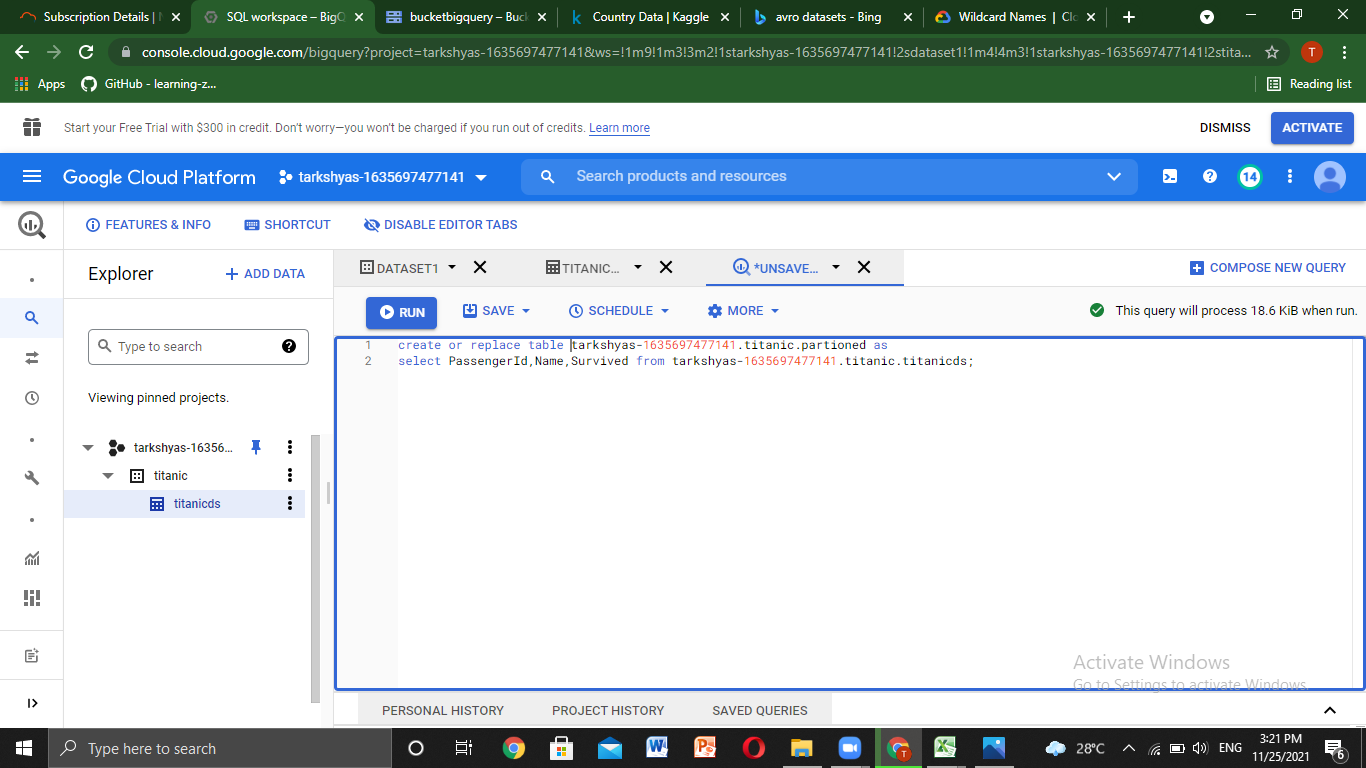 Subscription Details | SQL workspace – BigQ bucketbigquery – Buck Country Data | Kaggle avro datasets - Bing Wildcard Names | Clo
console.cloud.google.com/bigquery?project=tarkshyas-1635697477141&ws=!1m9!1m3!3m2!1starkshyas-1635697477141!2sdataset1!1m4!4m3!1starkshyas-1635697477141!2stita... T
Apps GitHub - learning-z... Reading list
Start your Free Trial with $300 in credit. Don't worry—you won't be charged if you run out of credits. Learn more DISMISS ACTIVATE
Google Cloud Platform tarkshyas-1635697477141 Search products and resources 14
FEATURES & INFO SHORTCUT DISABLE EDITOR TABS
Explorer + ADD DATA DATASET1 TITANIC... *UNSAVE... COMPOSE NEW QUERY
RUN SAVE SCHEDULE MORE This query will process 18.6 KiB when run.
Type to search
1 create or replace table tarkshyas-1635697477141.titanic.partioned as
2 select PassengerId,Name,Survived from tarkshyas-1635697477141.titanic.titanicds;
Viewing pinned projects.
tarkshyas-16356...
titanic
titanicds
Activate Windows
Go to Settings to activate Windows.
PERSONAL HISTORY PROJECT HISTORY SAVED QUERIES
Type here to search 28°C ENG 3:21 PM
11/25/2021 6